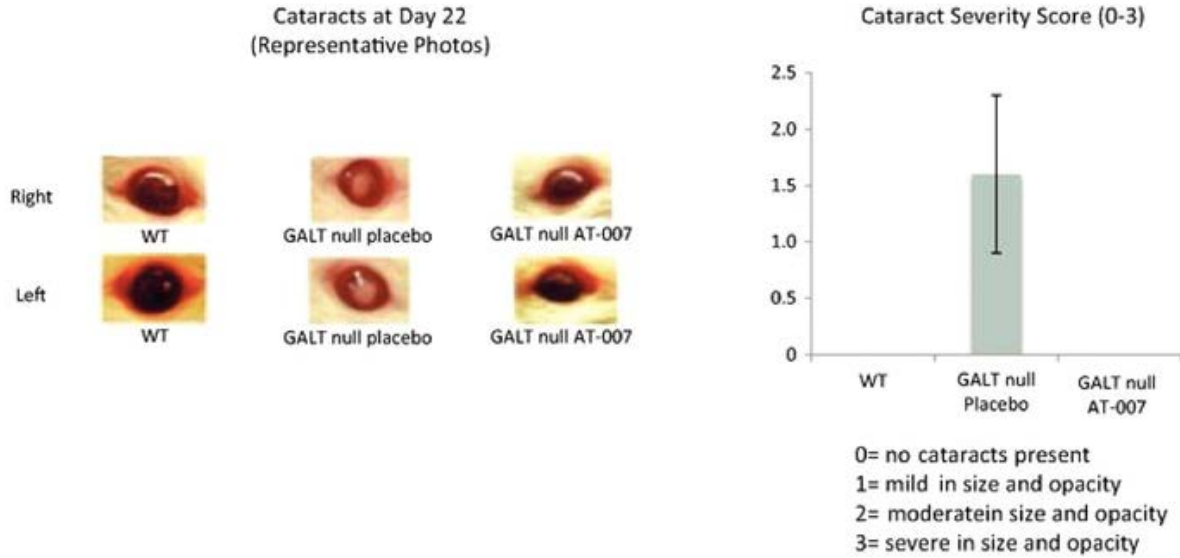 Cataracts at Day 22
(Representative Photos)
Right
WT
GALT null placebo
GALT null AT-007
Left
WT
GALT null placebo
GALT null AT-007
Cataract Severity Score (0-3)
2.5
2.0
1.5
1.0
0.5
0
WT
GALT null
Placebo
GALT null
AT-007
0= no cataracts present
1= mild in size and opacity
2= moderatein size and opacity
3= severe in size and opacity